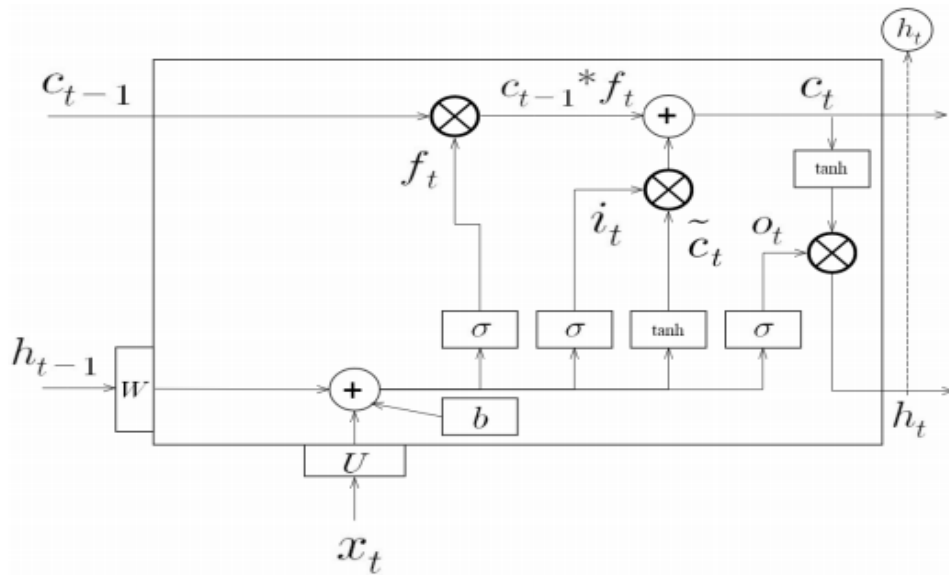 h_t
c_{t-1}
c_{t-1}*f_t
c_t
+
f_t
tanh
i_t
c̃_t
o_t
σ
σ
tanh
σ
h_{t-1}
W
+
b
h_t
U
x_t